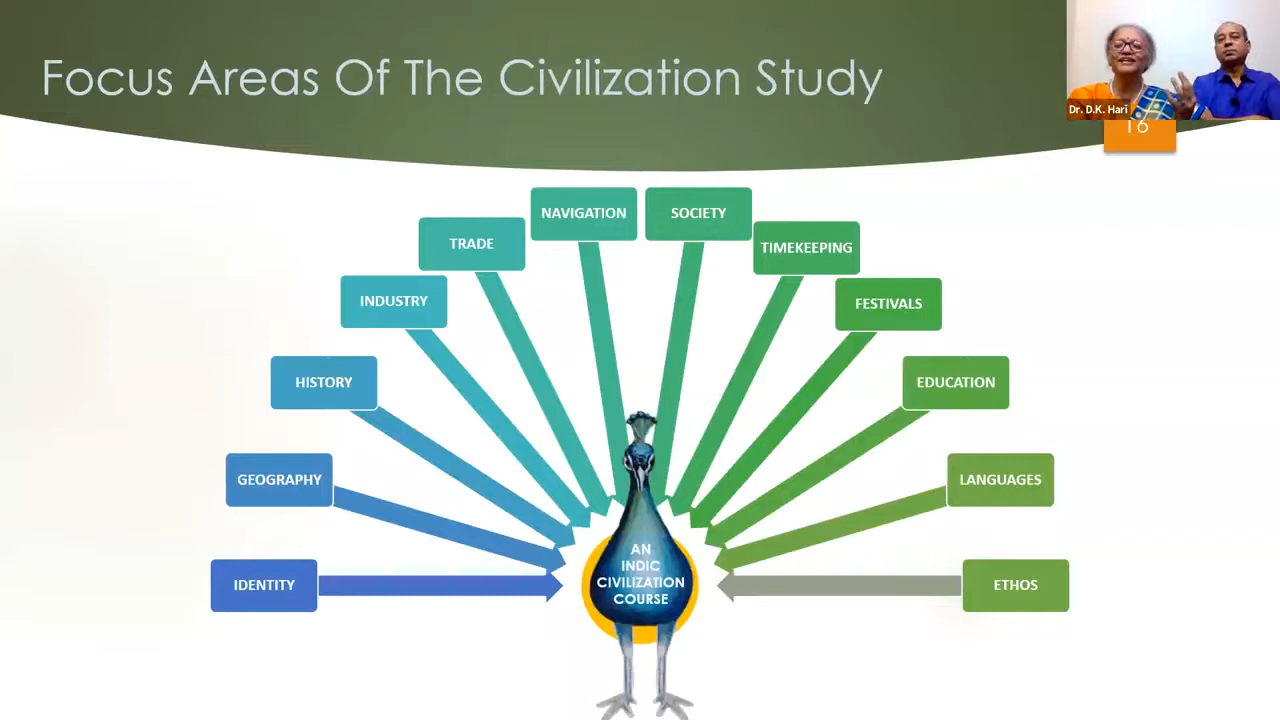 Focus Areas Of The Civilization Study
Dr. D.K. Hari
16
NAVIGATION
SOCIETY
TRADE
TIMEKEEPING
INDUSTRY
FESTIVALS
HISTORY
EDUCATION
GEOGRAPHY
LANGUAGES
IDENTITY
ETHOS
AN
INDIC
CIVILIZATION
COURSE